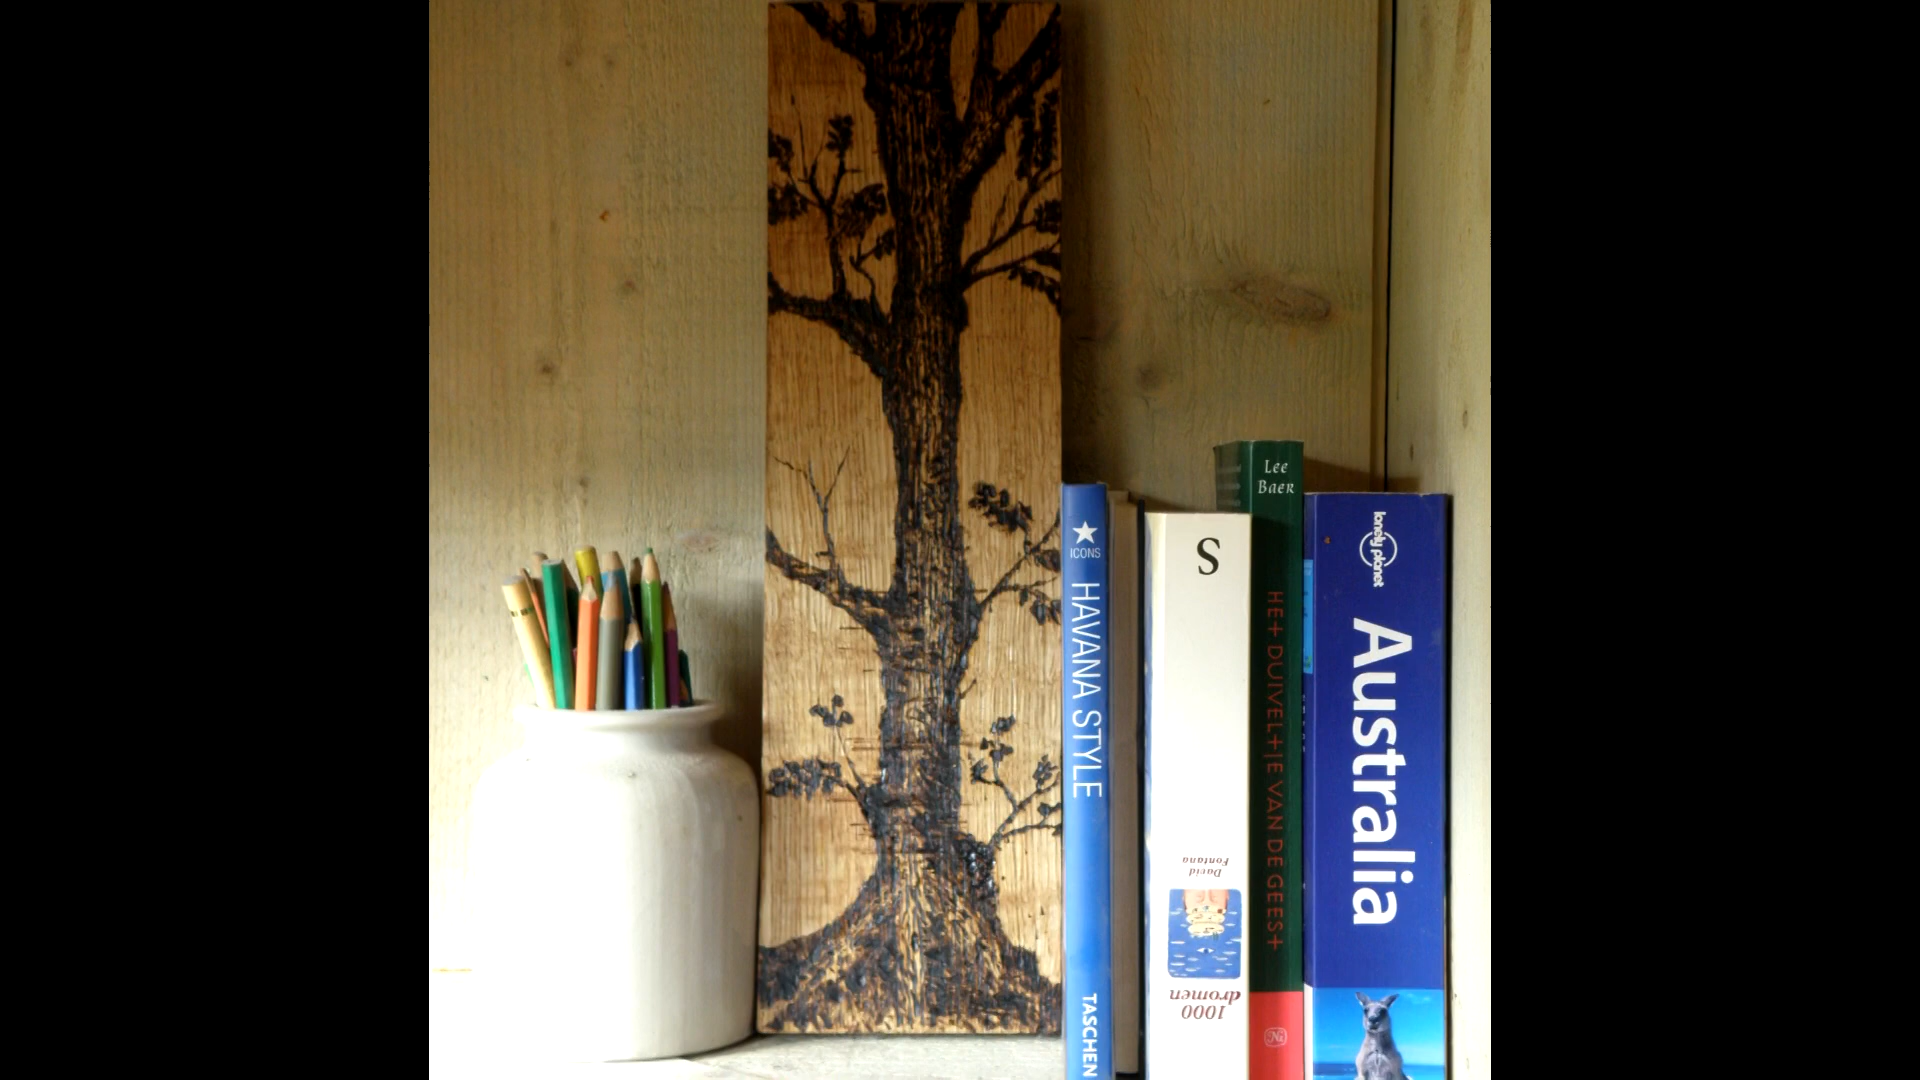 ICONS
HAVANA STYLE
TASCHEN
S
David
Fontana
1000
dromen
Lee
Baer
HET DUIVELTJE VAN DE GEEST
lonely planet
Australia